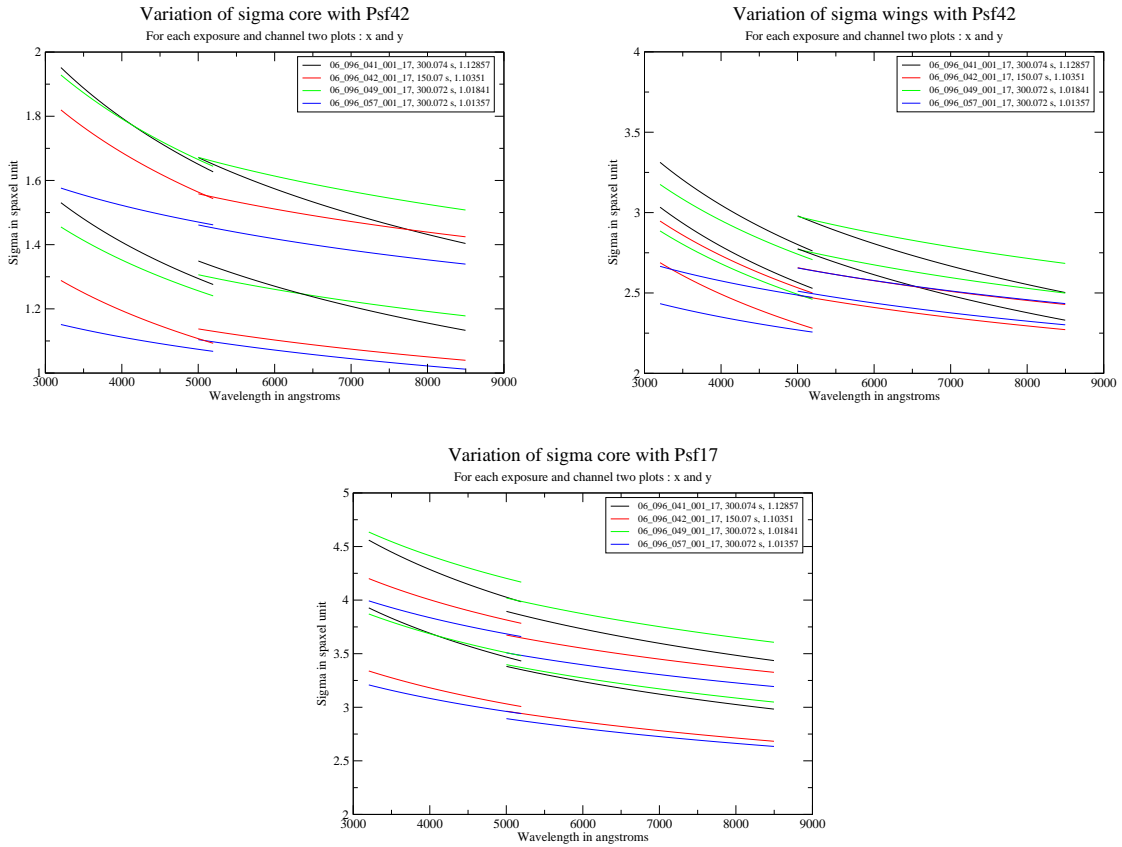 Variation of sigma core with Psf42
For each exposure and channel two plots : x and y
2
1.8
1.6
1.4
1.2
1
Sigma in spaxel unit
3000 4000 5000 6000 7000 8000 9000
Wavelength in angstroms
06_096_041_001_17, 300.074 s, 1.12857
06_096_042_001_17, 150.07 s, 1.10351
06_096_049_001_17, 300.072 s, 1.01841
06_096_057_001_17, 300.072 s, 1.01357
Variation of sigma wings with Psf42
For each exposure and channel two plots : x and y
4
3.5
3
2.5
2
Sigma in spaxel unit
3000 4000 5000 6000 7000 8000 9000
Wavelength in angstroms
06_096_041_001_17, 300.074 s, 1.12857
06_096_042_001_17, 150.07 s, 1.10351
06_096_049_001_17, 300.072 s, 1.01841
06_096_057_001_17, 300.072 s, 1.01357
Variation of sigma core with Psf17
For each exposure and channel two plots : x and y
5
4.5
4
3.5
3
2.5
2
Sigma in spaxel unit
3000 4000 5000 6000 7000 8000 9000
Wavelength in angstroms
06_096_041_001_17, 300.074 s, 1.12857
06_096_042_001_17, 150.07 s, 1.10351
06_096_049_001_17, 300.072 s, 1.01841
06_096_057_001_17, 300.072 s, 1.01357